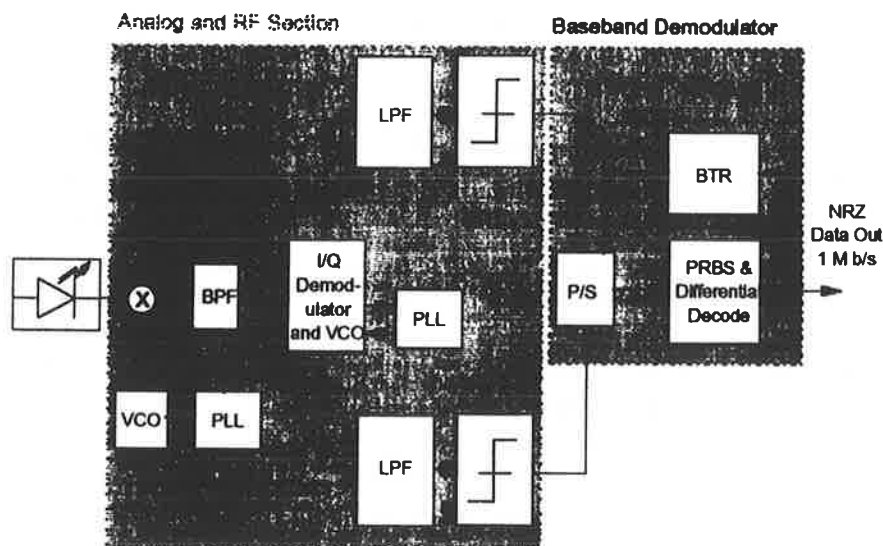 Analog and RF Section
Baseband Demodulator
LPF
BTR
NRZ
Data Out
1 M b/s
I/Q
Demod-
ulator
and VCO
X
BPF
PLL
P/S
PRBS &
Differential
Decode
VCO
PLL
LPF